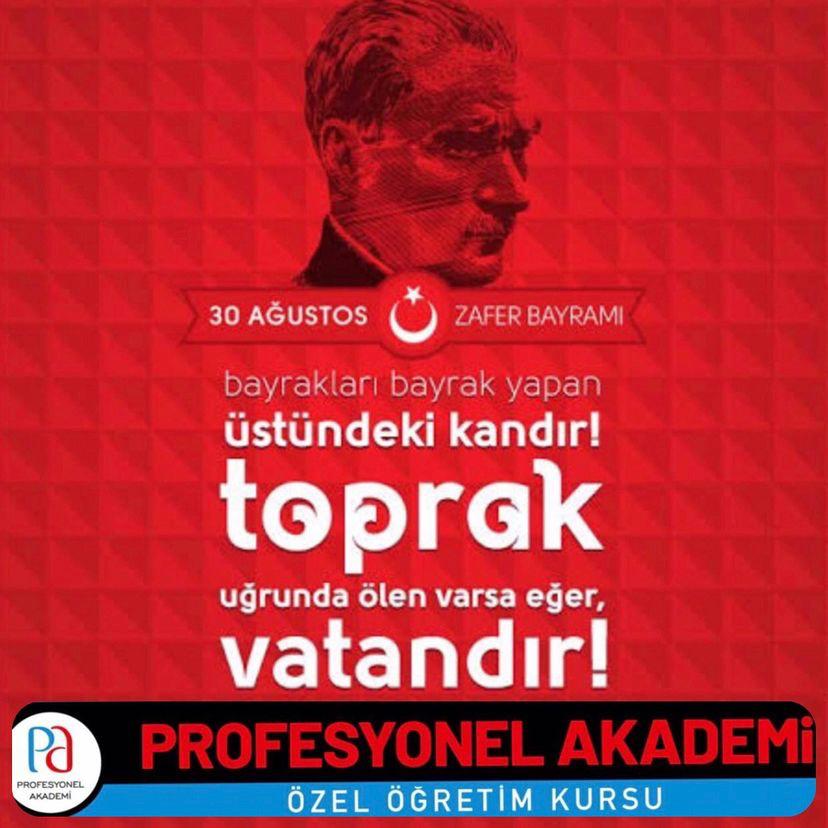 30 AĞUSTOS ZAFER BAYRAMI
bayrakları bayrak yapan
üstündeki kandır!
toprak
uğrunda ölen varsa eğer,
vatandır!
Pa
PROFESYONEL
AKADEMİ
PROFESYONEL AKADEMİ
ÖZEL ÖĞRETİM KURSU